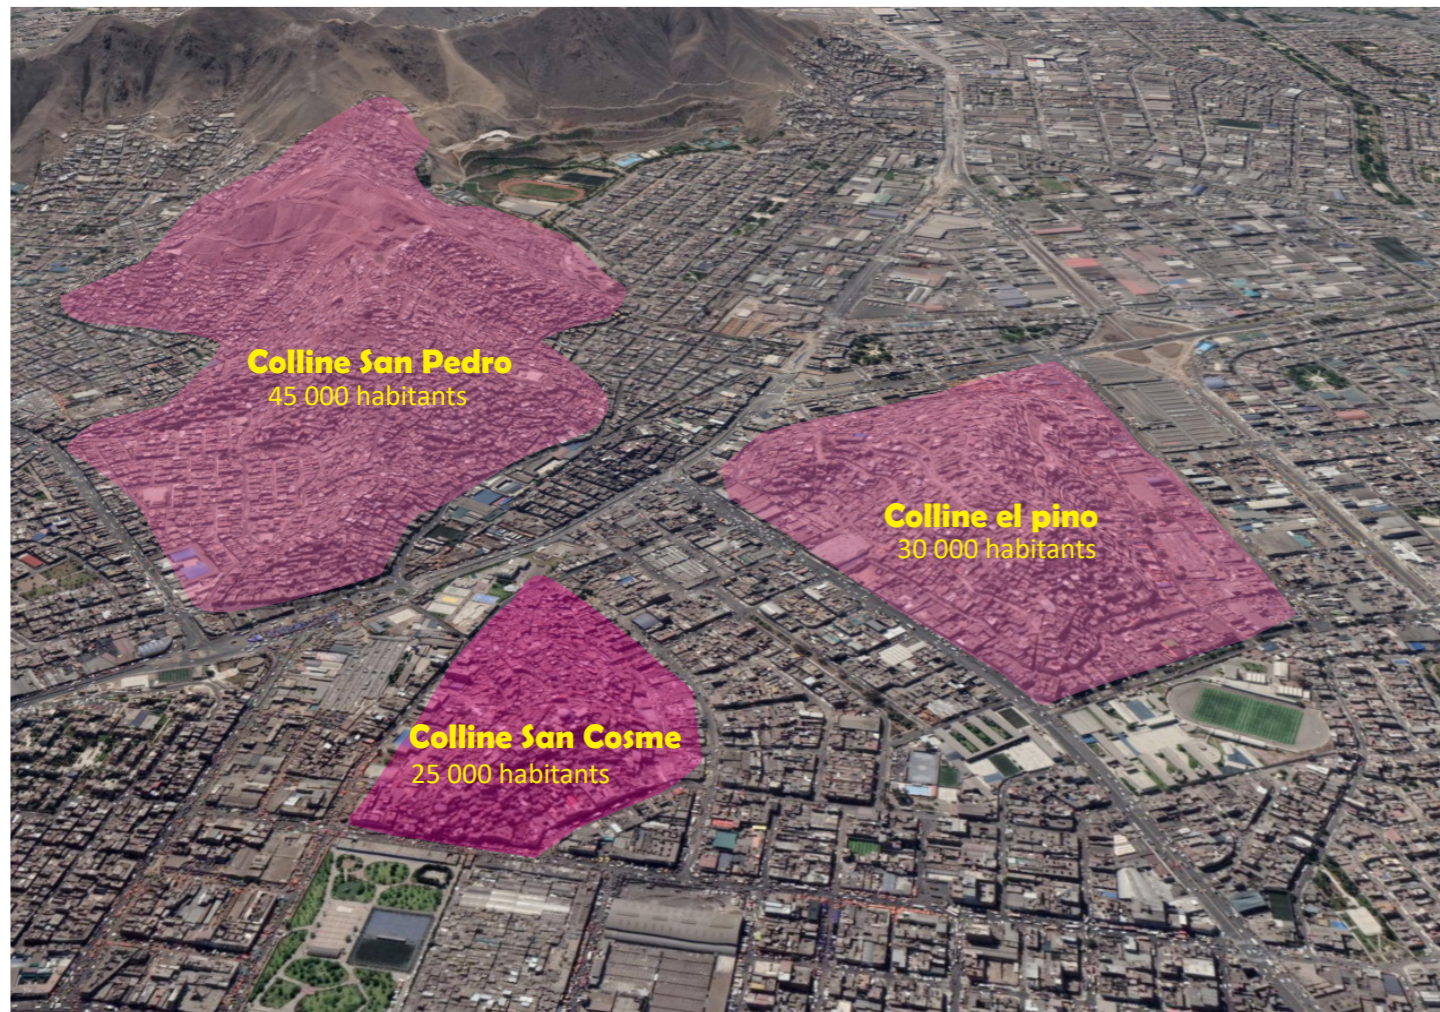 Colline San Pedro
45 000 habitants
Colline el pino
30 000 habitants
Colline San Cosme
25 000 habitants